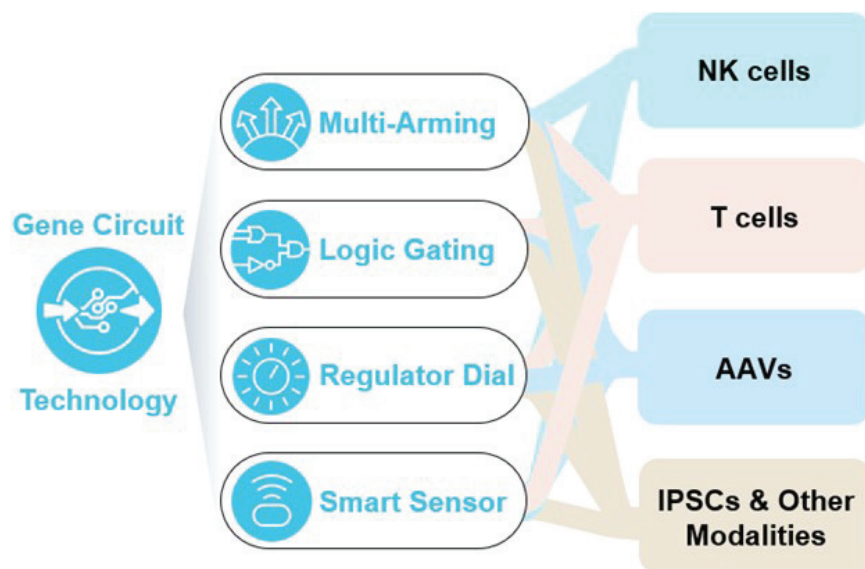 Gene Circuit
Technology
Multi-Arming
Logic Gating
Regulator Dial
Smart Sensor
NK cells
T cells
AAVs
IPSCs & Other
Modalities